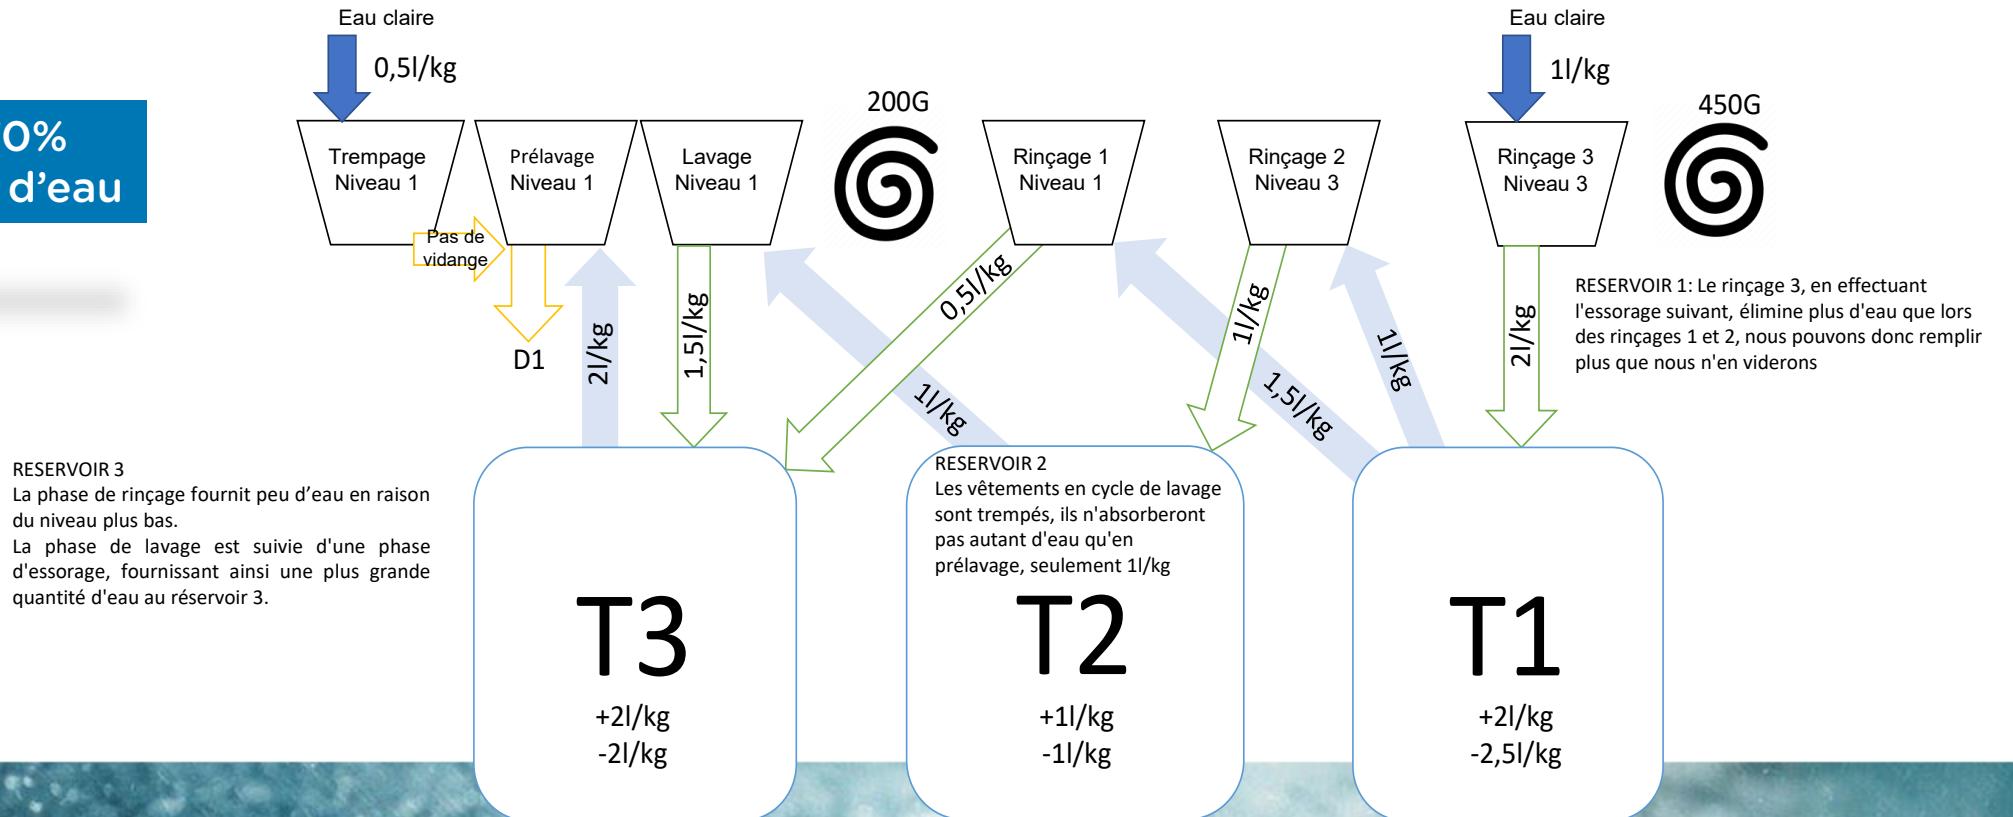 Eau claire
0,5l/kg
Eau claire
1l/kg
0%
d’eau
200G
450G
Trempage
Niveau 1
Prélavage
Niveau 1
Lavage
Niveau 1
Rinçage 1
Niveau 1
Rinçage 2
Niveau 3
Rinçage 3
Niveau 3
Pas de
vidange
D1
2l/kg
1,5l/kg
0,5l/kg
1l/kg
1l/kg
1,5l/kg
1l/kg
2l/kg
RESERVOIR 1: Le rinçage 3, en effectuant
l'essorage suivant, élimine plus d'eau que lors
des rinçages 1 et 2, nous pouvons donc remplir
plus que nous n'en viderons
RESERVOIR 3
La phase de rinçage fournit peu d’eau en raison
du niveau plus bas.
La phase de lavage est suivie d'une phase
d'essorage, fournissant ainsi une plus grande
quantité d'eau au réservoir 3.
RESERVOIR 2
Les vêtements en cycle de lavage
sont trempés, ils n'absorberont
pas autant d'eau qu'en
prélavage, seulement 1l/kg
T3
+2l/kg
-2l/kg
T2
+1l/kg
-1l/kg
T1
+2l/kg
-2,5l/kg